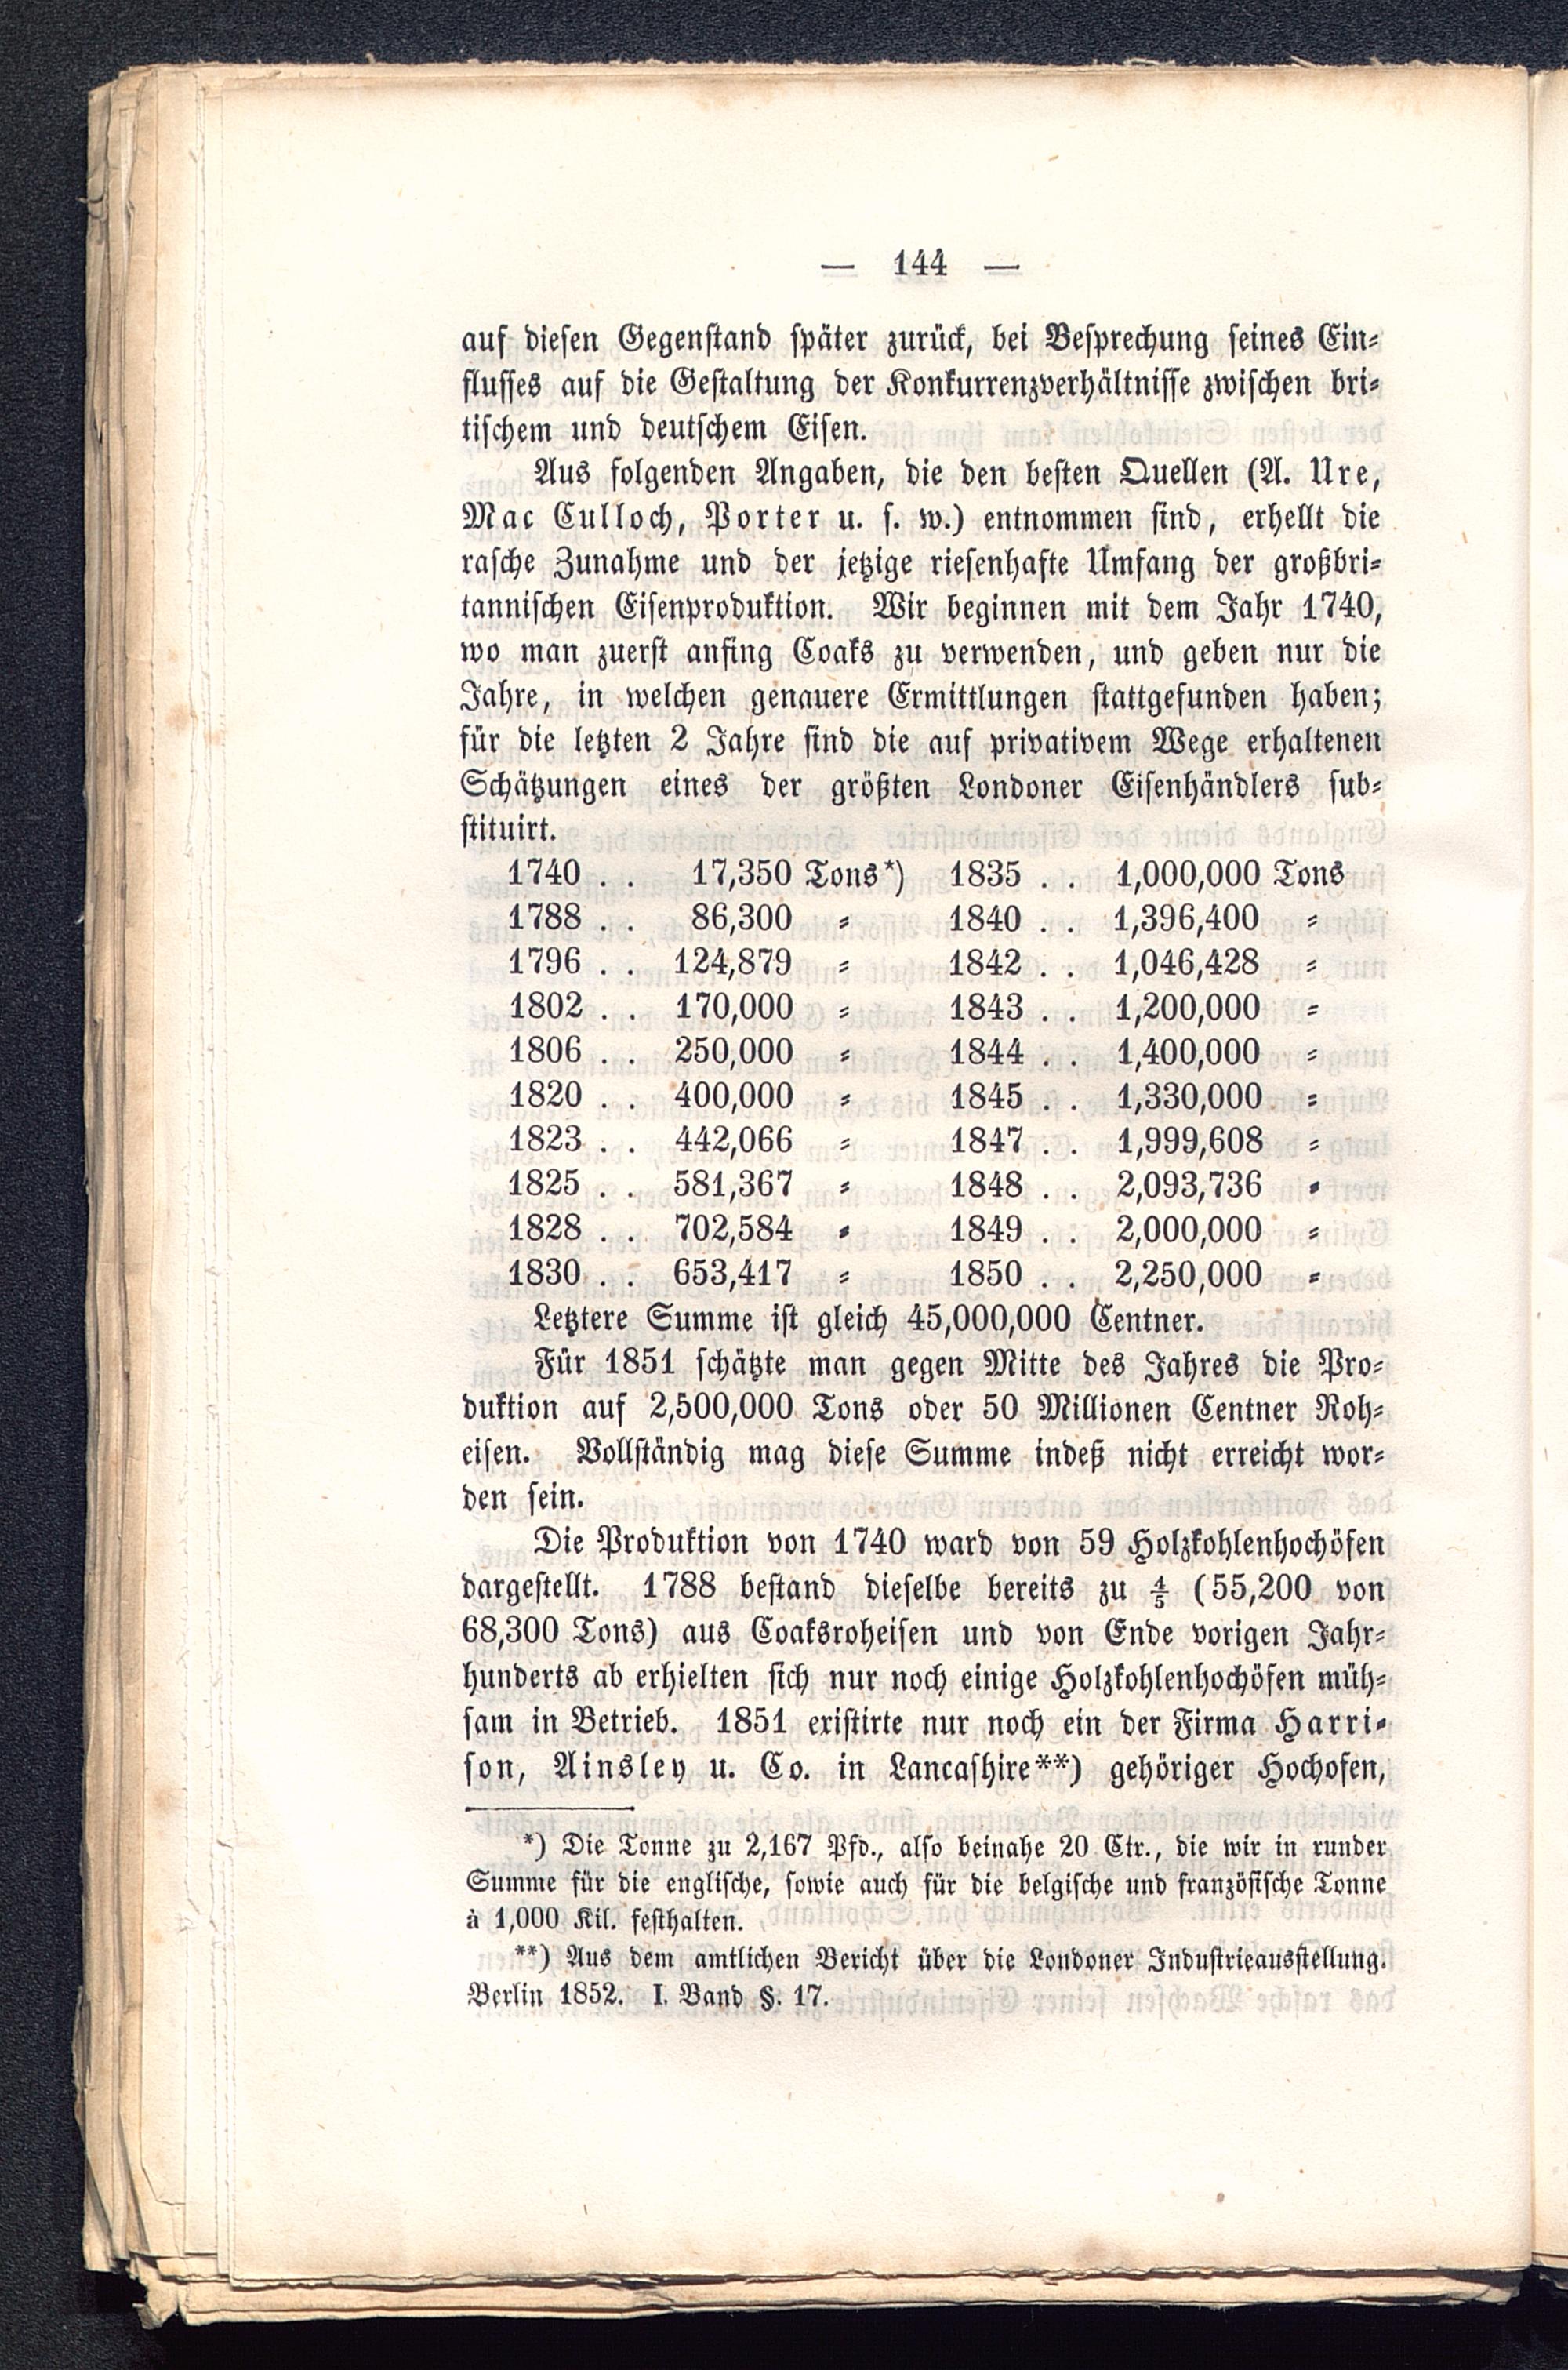 — 144 —
auf diesen Gegenstand später zurück, bei Besprechung seines Ein⸗
flusses auf die Gestaltung der Konkurrenzverhältnisse zwischen bri⸗
tischem und deutschem Eisen.
Aus folgenden Angaben, die den besten Quellen (A. Ure,
Mac Culloch, Porter u. s. w.) entnommen sind, erhellt die
rasche Zunahme und der jetzige riesenhafte Umfang der großbri⸗
tannischen Eisenproduktion. Wir beginnen mit dem Jahr 1740,
wo man zuerst anfing Coaks zu verwenden, und geben nur die
Jahre, in welchen genauere Ermittlungen stattgefunden haben;
für die letzten 2 Jahre sind die auf privativem Wege erhaltenen
Schätzungen eines der größten Londoner Eisenhändlers sub⸗
stituirt.
1740 . . 17,350 Tons*) 1835 . . 1,000,000 Tons
1788 . . 86,300 ⸗ 1840 . . 1,396,400 ⸗
1796 . . 124,879 ⸗ 1842 . . 1,046,428 ⸗
1802 . . 170,000 ⸗ 1843 . . 1,200,000 ⸗
1806 . . 250,000 ⸗ 1844 . . 1,400,000 ⸗
1820 . . 400,000 ⸗ 1845 . . 1,330,000 ⸗
1823 . . 442,066 ⸗ 1847 . . 1,999,608 ⸗
1825 . . 581,367 ⸗ 1848 . . 2,093,736 ⸗
1828 . . 702,584 ⸗ 1849 . . 2,000,000 ⸗
1830 . . 653,417 ⸗ 1850 . . 2,250,000 ⸗
Letztere Summe ist gleich 45,000,000 Centner.
Für 1851 schätzte man gegen Mitte des Jahres die Pro⸗
duktion auf 2,500,000 Tons oder 50 Millionen Centner Roh⸗
eisen. Vollständig mag diese Summe indeß nicht erreicht wor⸗
den sein.
Die Produktion von 1740 ward von 59 Holzkohlenhochöfen
dargestellt. 1788 bestand dieselbe bereits zu 4/5 (55,200 von
68,300 Tons) aus Coaksroheisen und von Ende vorigen Jahr⸗
hunderts ab erhielten sich nur noch einige Holzkohlenhochöfen müh⸗
sam in Betrieb. 1851 existirte nur noch ein der Firma Harri⸗
son, Ainsley u. Co. in Lancashire**) gehöriger Hochofen,
*) Die Tonne zu 2,167 Pfd., also beinahe 20 Ctr., die wir in runder
Summe für die englische, sowie auch für die belgische und französische Tonne
à 1,000 Kil. festhalten.
**) Aus dem amtlichen Bericht über die Londoner Industrieausstellung.
Berlin 1852. I. Band §. 17.